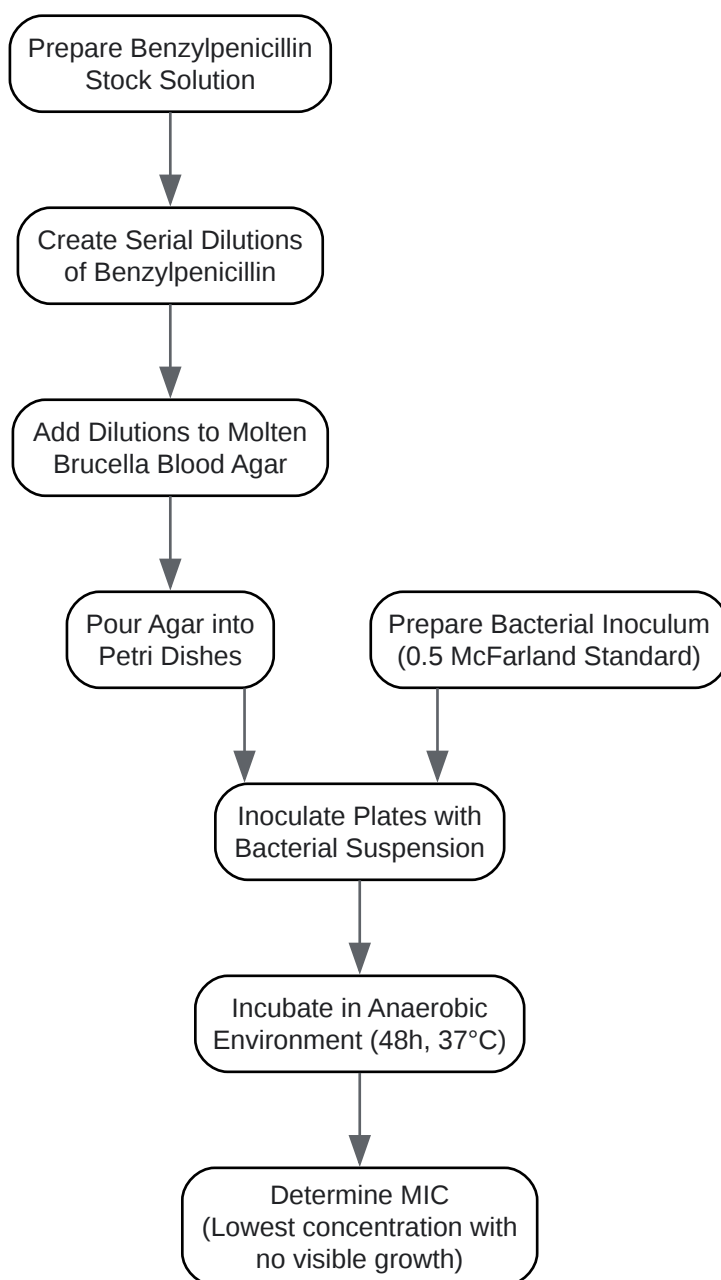 Prepare Benzylpenicillin
Stock Solution
Create Serial Dilutions
of Benzylpenicillin
Add Dilutions to Molten
Brucella Blood Agar
Pour Agar into
Petri Dishes
Prepare Bacterial Inoculum
(0.5 McFarland Standard)
Inoculate Plates with
Bacterial Suspension
Incubate in Anaerobic
Environment (48h, 37°C)
Determine MIC
(Lowest concentration with
no visible growth)